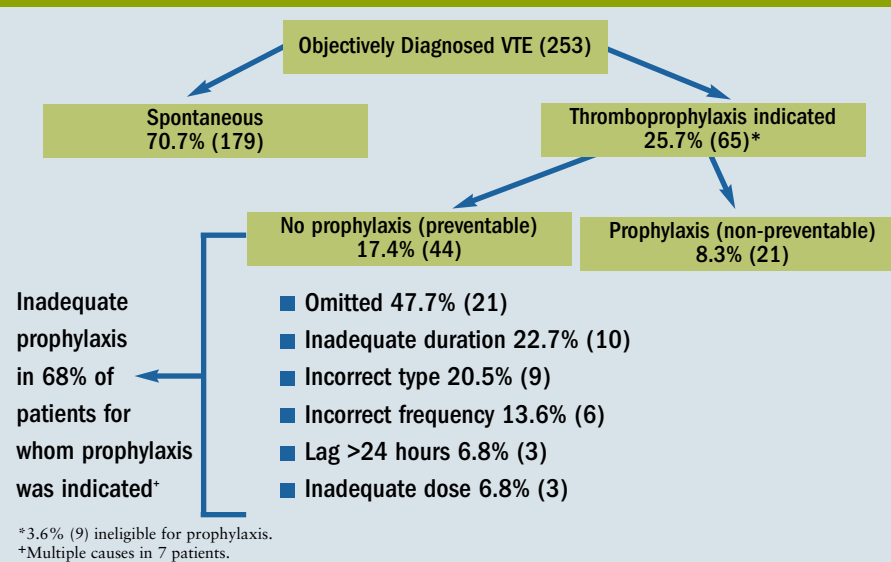 Objectively Diagnosed VTE (253)
Spontaneous
70.7% (179)
Thromboprophylaxis indicated
25.7% (65)*
No prophylaxis (preventable)
17.4% (44)
Prophylaxis (non-preventable)
8.3% (21)
Inadequate
prophylaxis
in 68% of
patients for
whom prophylaxis
was indicated+
Omitted 47.7% (21)
Inadequate duration 22.7% (10)
Incorrect type 20.5% (9)
Incorrect frequency 13.6% (6)
Lag >24 hours 6.8% (3)
Inadequate dose 6.8% (3)
*3.6% (9) ineligible for prophylaxis.
+Multiple causes in 7 patients.